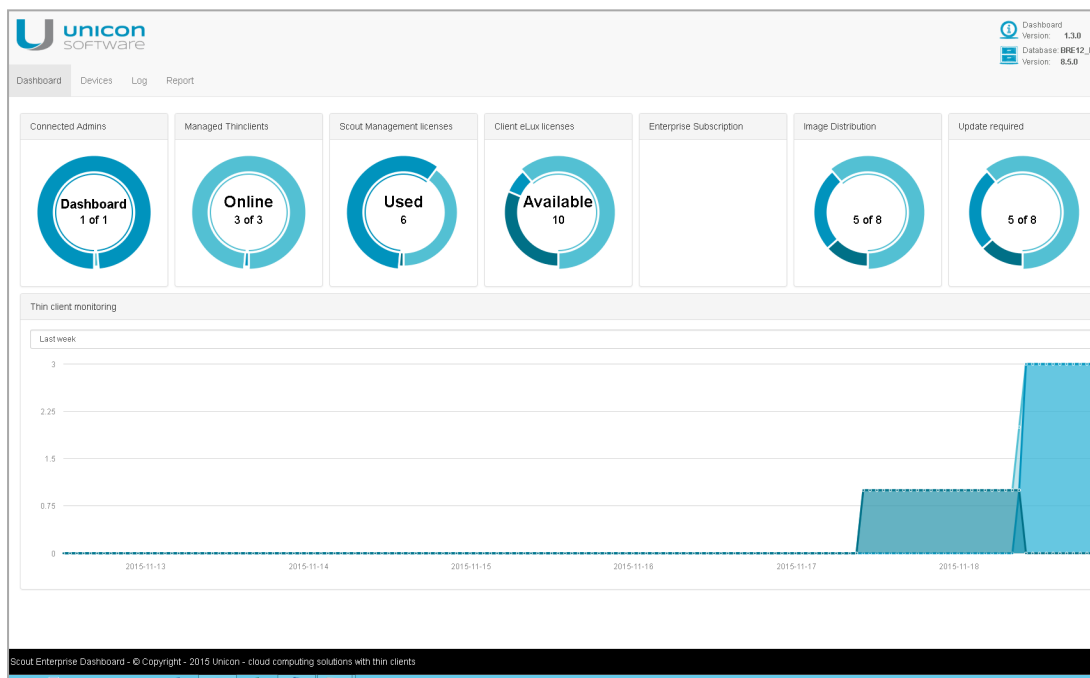 unicon
SOFTWare
Dashboard
Version: 1.3.0
Database: BRE12_
Version: 8.5.0
Dashboard Devices Log Report
Connected Admins Managed Thinclients Scout Management licenses Client eLux licenses Enterprise Subscription Image Distribution Update required
Dashboard
1 of 1
Online
3 of 3
Used
6
Available
10
5 of 8
5 of 8
Thin client monitoring
Last week
3
2.25
1.5
0.75
0
2015-11-13 2015-11-14 2015-11-15 2015-11-16 2015-11-17 2015-11-18
Scout Enterprise Dashboard - © Copyright - 2015 Unicon - cloud computing solutions with thin clients